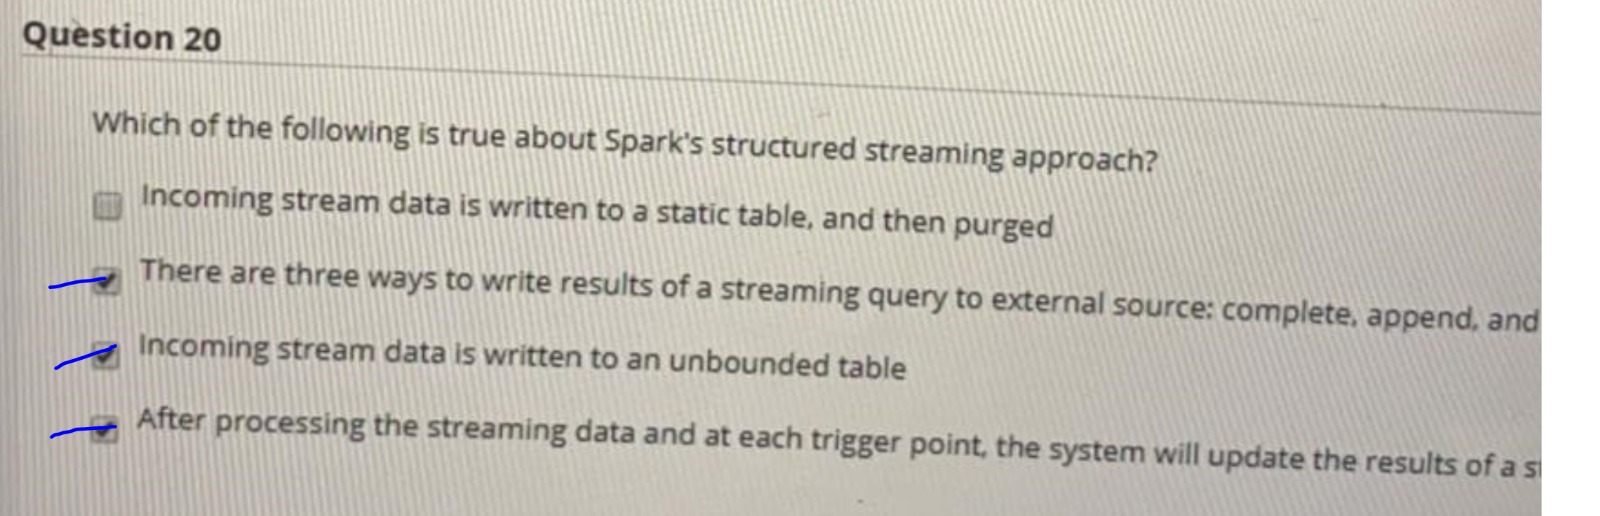 Question 20
Which of the following is true about Spark's structured streaming approach?
Incoming stream data is written to a static table, and then purged
There are three ways to write results of a streaming query to external source: complete, append, and
Incoming stream data is written to an unbounded table
After processing the streaming data and at each trigger point, the system will update the results of a